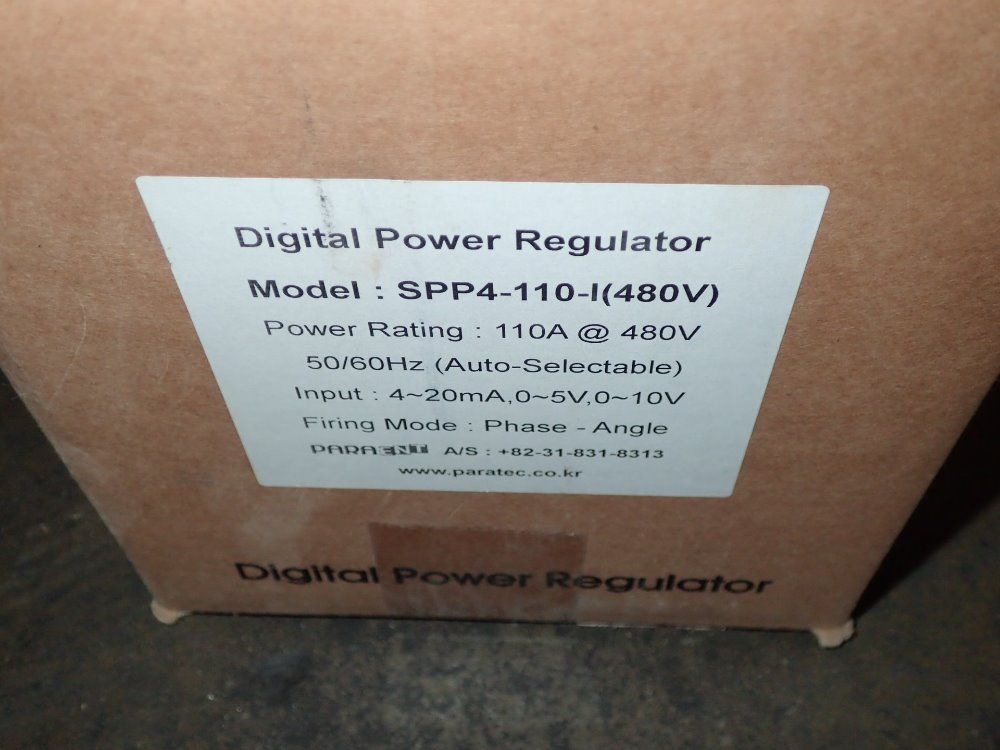 Digital Power Regulator
Model : SPP4-110-I(480V)
Power Rating : 110A @ 480V
50/60Hz (Auto-Selectable)
Input : 4~20mA,0~5V,0~10V
Firing Mode : Phase - Angle
PARAENT A/S : +82-31-831-8313
www.paratec.co.kr
Digital Power Regulator